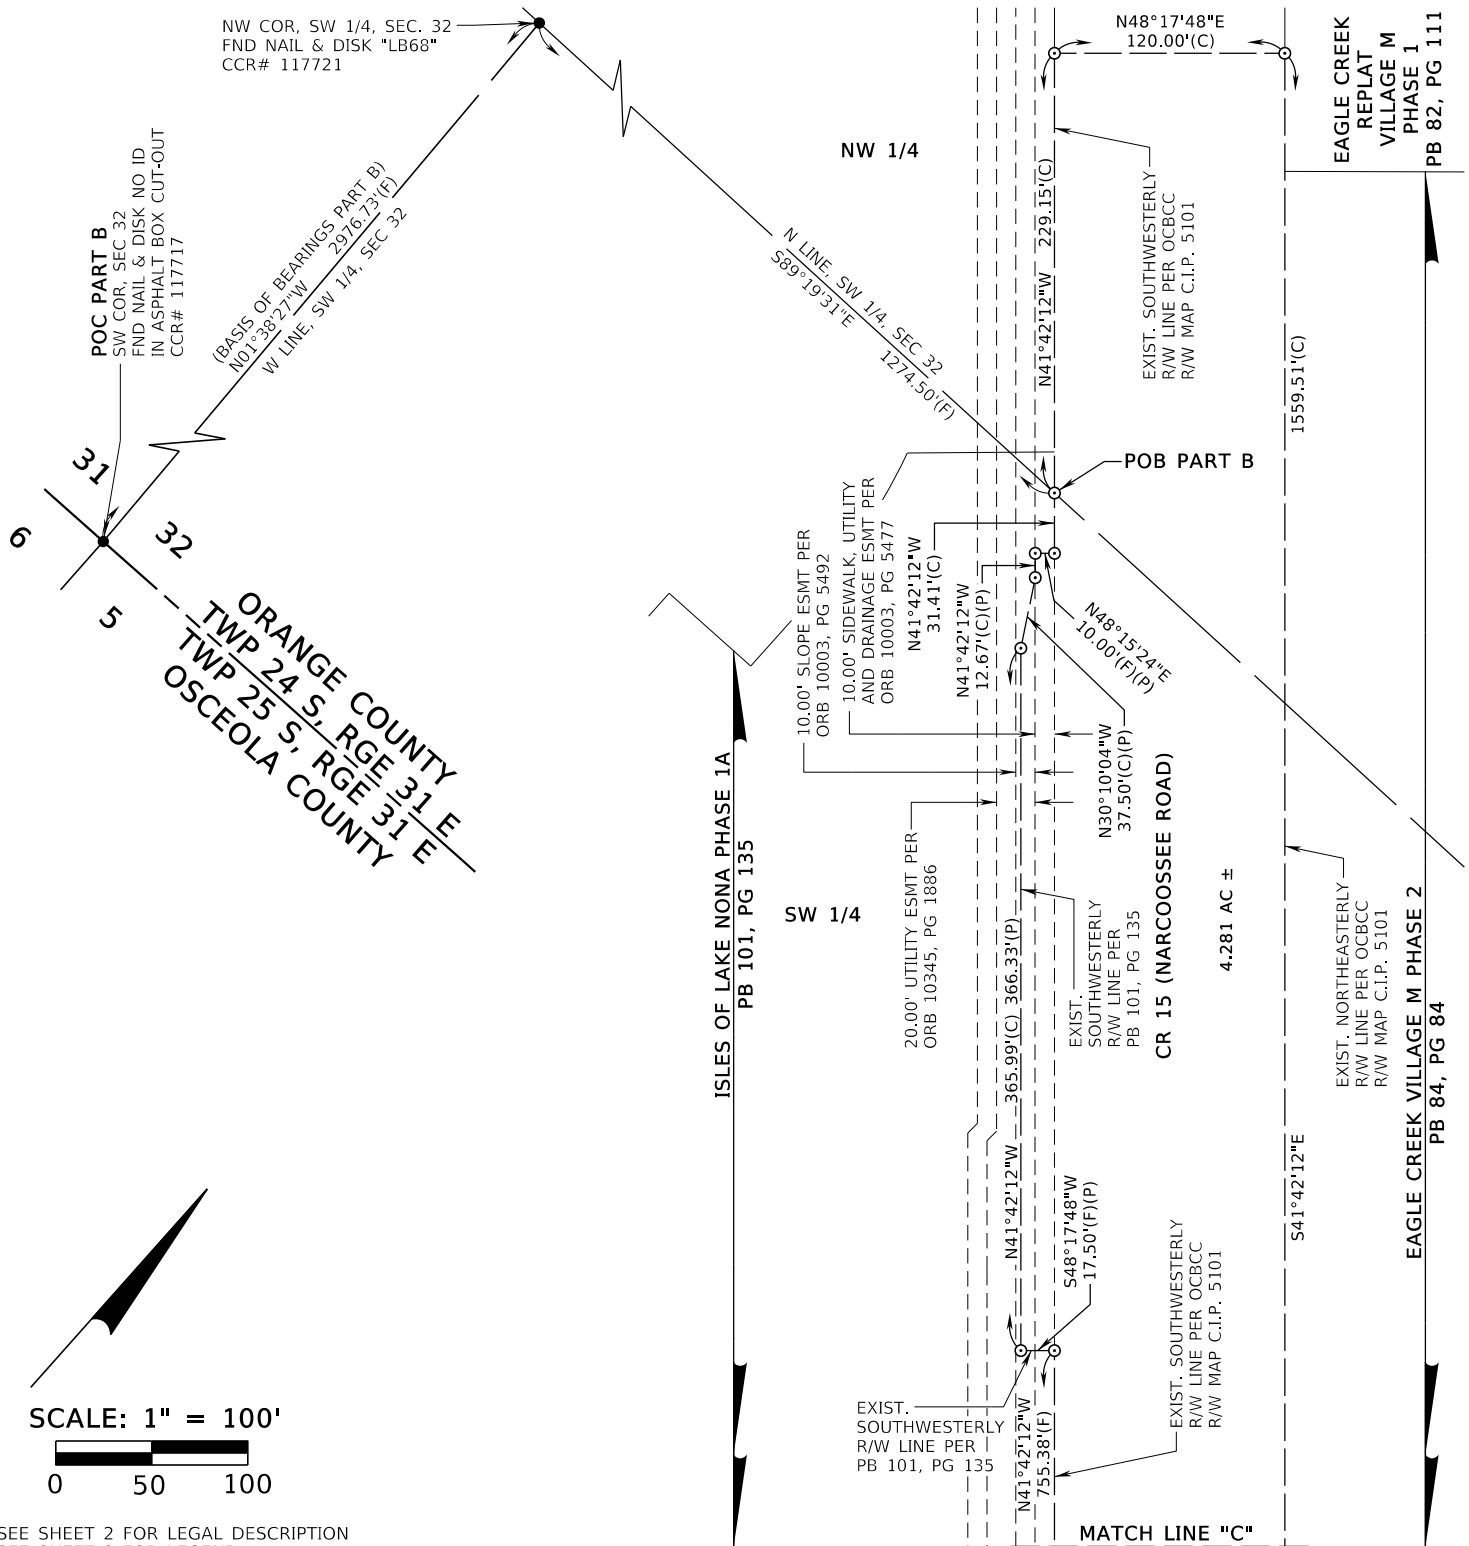 NW COR, SW 1/4, SEC. 32
FND NAIL & DISK "LB68"
CCR# 117721
POC PART B
SW COR, SEC 32
FND NAIL & DISK NO ID
IN ASPHALT BOX CUT-OUT
CCR# 117717
(BASIS OF BEARINGS PART B)
N01°38'27"W 2976.73'(F)
W LINE, SW 1/4, SEC 32
31
6
32
5
ORANGE COUNTY
TWP 24 S, RGE 31 E
TWP 25 S, RGE 31 E
OSCEOLA COUNTY
N LINE, SW 1/4, SEC 32
S89°19'31"E 1274.50'(F)
NW 1/4
N48°17'48"E
120.00'(C)
EAGLE CREEK
REPLAT
VILLAGE M
PHASE 1
PB 82, PG 111
N41°42'12"W 229.15'(C)
EXIST. SOUTHWESTERLY
R/W LINE PER OCBCC
R/W MAP C.I.P. 5101
1559.51'(C)
POB PART B
10.00' SLOPE ESMT PER
ORB 10003, PG 5492
10.00' SIDEWALK, UTILITY
AND DRAINAGE ESMT PER
ORB 10003, PG 5477
N41°42'12"W
31.41'(C)
N41°42'12"W
12.67'(C)(P)
N48°15'24"E
10.00'(F)(P)
N30°10'04"W
37.50'(C)(P)
ISLES OF LAKE NONA PHASE 1A
PB 101, PG 135
SW 1/4
20.00' UTILITY ESMT PER
ORB 10345, PG 1886
N41°42'12"W 365.99'(C) 366.33'(P)
EXIST.
SOUTHWESTERLY
R/W LINE PER
PB 101, PG 135
CR 15 (NARCOOSSEE ROAD)
4.281 AC ±
EXIST. NORTHEASTERLY
R/W LINE PER OCBCC
R/W MAP C.I.P. 5101
EAGLE CREEK VILLAGE M PHASE 2
PB 84, PG 84
S41°42'12"E
S48°17'48"W
17.50'(F)(P)
EXIST. SOUTHWESTERLY
R/W LINE PER OCBCC
R/W MAP C.I.P. 5101
EXIST.
SOUTHWESTERLY
R/W LINE PER
PB 101, PG 135
N41°42'12"W
755.38'(F)
MATCH LINE "C"
SCALE: 1" = 100'
0 50 100
SEE SHEET 2 FOR LEGAL DESCRIPTION